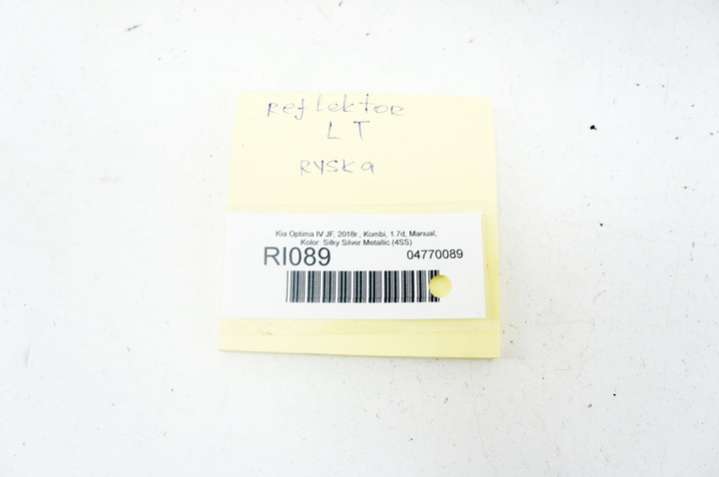 Reflektor
LT
RYSKA
Kia Optima IV JF, 2018r., Kombi, 1.7d, Manual,
Kolor: Silky Silver Metallic (4SS)
RI089 04770089